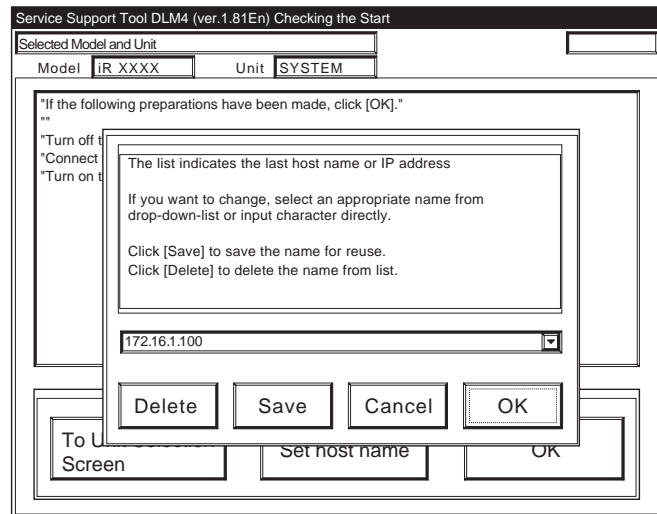 Service Support Tool DLM4 (ver.1.81En) Checking the Start
Selected Model and Unit
Model iR XXXX Unit SYSTEM
"If the following preparations have been made, click [OK]."
""
"Turn off
"Connect
"Turn on
The list indicates the last host name or IP address
If you want to change, select an appropriate name from
drop-down-list or input character directly.
Click [Save] to save the name for reuse.
Click [Delete] to delete the name from list.
172.16.1.100
Delete Save Cancel OK
To Unit Selection
Screen
Set host name
OK